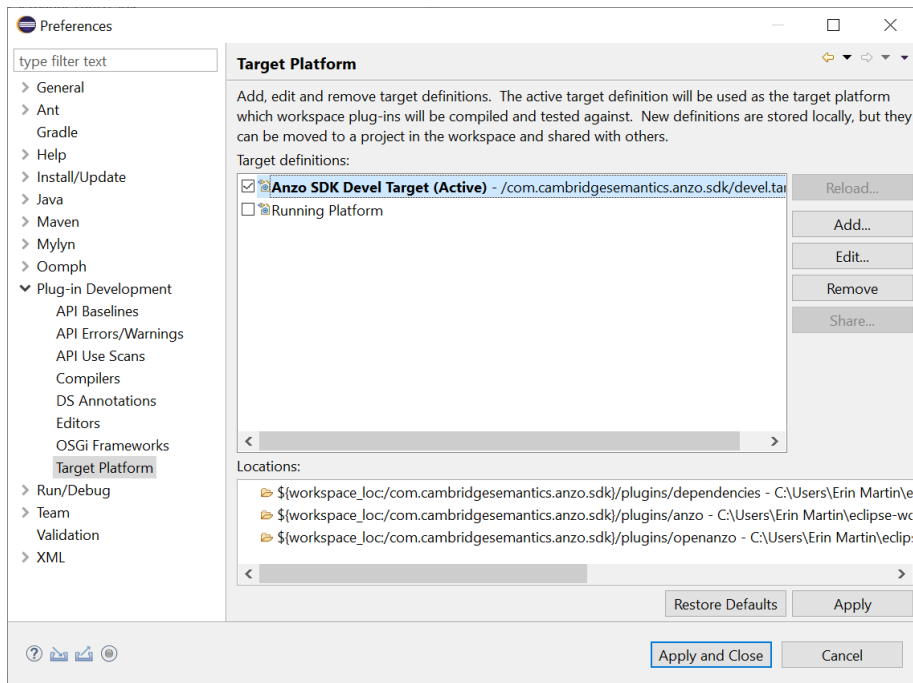 Preferences
type filter text
General
Ant
Gradle
Help
Install/Update
Java
Maven
Mylyn
Oomph
Plug-in Development
API Baselines
API Errors/Warnings
API Use Scans
Compilers
DS Annotations
Editors
OSGi Frameworks
Target Platform
Run/Debug
Team
Validation
XML
Target Platform
Add, edit and remove target definitions. The active target definition will be used as the target platform
which workspace plug-ins will be compiled and tested against. New definitions are stored locally, but they
can be moved to a project in the workspace and shared with others.
Target definitions:
Anzo SDK Devel Target (Active) - /com.cambridgesemantics.anzo.sdk/devel.tar
Running Platform
Reload...
Add...
Edit...
Remove
Share...
Locations:
${workspace_loc:/com.cambridgesemantics.anzo.sdk}/plugins/dependencies - C:\Users\Erin Martin\e
${workspace_loc:/com.cambridgesemantics.anzo.sdk}/plugins/anzo - C:\Users\Erin Martin\eclipse-wo
${workspace_loc:/com.cambridgesemantics.anzo.sdk}/plugins/openanzo - C:\Users\Erin Martin\eclip
Restore Defaults
Apply
Apply and Close
Cancel